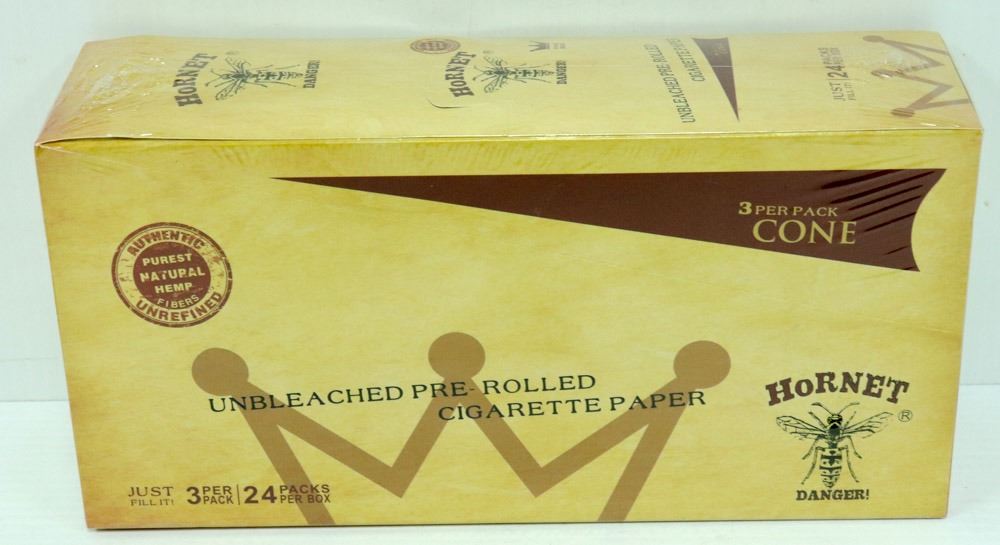 HORNET
®
DANGER!
HORNET
®
DANGER!
UNBLEACHED PRE-ROLLED
CIGARETTE PAPER
JUST
FILL IT!
24 PACKS
3 PER PACK
CONE
AUTHENTIC
PUREST
NATURAL
HEMP
FIBERS
UNREFINED
UNBLEACHED PRE-ROLLED
CIGARETTE PAPER
HORNET
®
DANGER!
JUST
FILL IT!
3 PER
PACK
24 PACKS
PER BOX